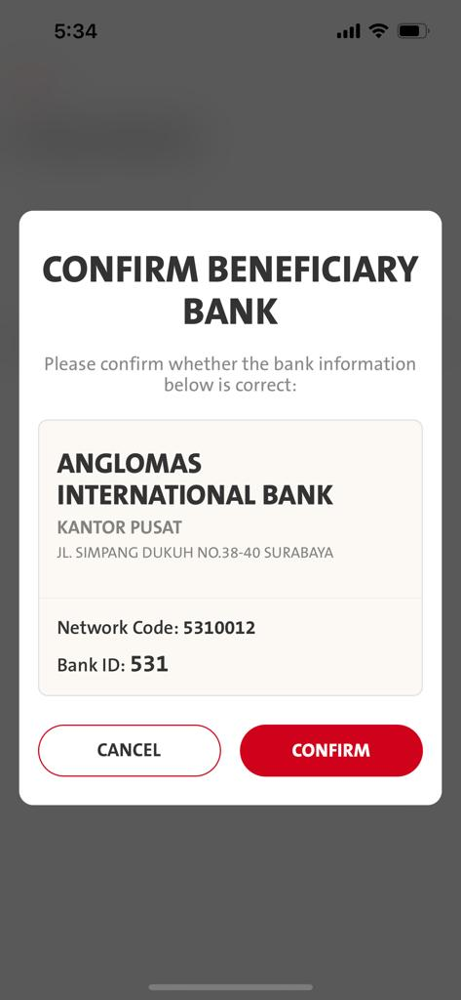 5:34
CONFIRM BENEFICIARY
BANK
Please confirm whether the bank information
below is correct:
ANGLOMAS
INTERNATIONAL BANK
KANTOR PUSAT
JL. SIMPANG DUKUH NO.38-40 SURABAYA
Network Code: 5310012
Bank ID: 531
CANCEL
CONFIRM